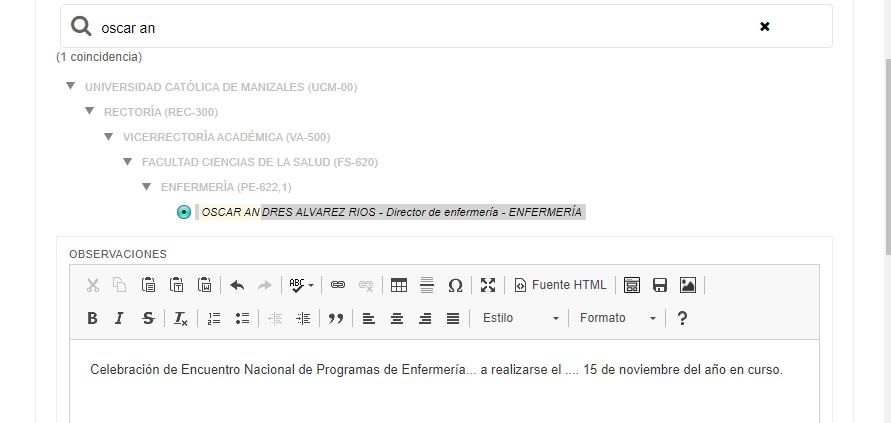 oscar an
(1 coincidencia)
UNIVERSIDAD CATÓLICA DE MANIZALES (UCM-00)
RECTORÍA (REC-300)
VICERRECTORÌA ACADÉMICA (VA-500)
FACULTAD CIENCIAS DE LA SALUD (FS-620)
ENFERMERÍA (PE-622,1)
OSCAR ANDRES ALVAREZ RIOS - Director de enfermería - ENFERMERÍA
OBSERVACIONES
ABC Ω Fuente HTML
B I S Tx Estilo Formato ?
Celebración de Encuentro Nacional de Programas de Enfermería... a realizarse el .... 15 de noviembre del año en curso.